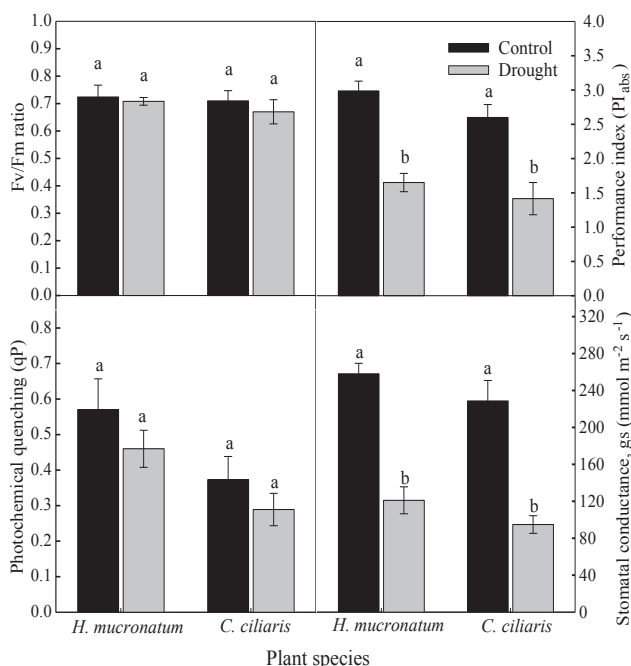 Fv/Fm ratio
1.0
0.9
0.8
0.7
0.6
0.5
0.4
0.3
0.2
0.1
0.0
a
a
a
a
Control
Drought
a
b
a
b
4.0
3.5
3.0
2.5
2.0
1.5
1.0
0.5
0.0
Performance index (PI abs)
Photochemical quenching (qP)
0.8
0.7
0.6
0.5
0.4
0.3
0.2
0.1
0.0
a
a
a
a
a
b
a
b
320
280
240
200
160
120
80
40
0
Stomatal conductance, gs (mmol m⁻² s⁻¹)
H. mucronatum
C. ciliaris
H. mucronatum
C. ciliaris
Plant species